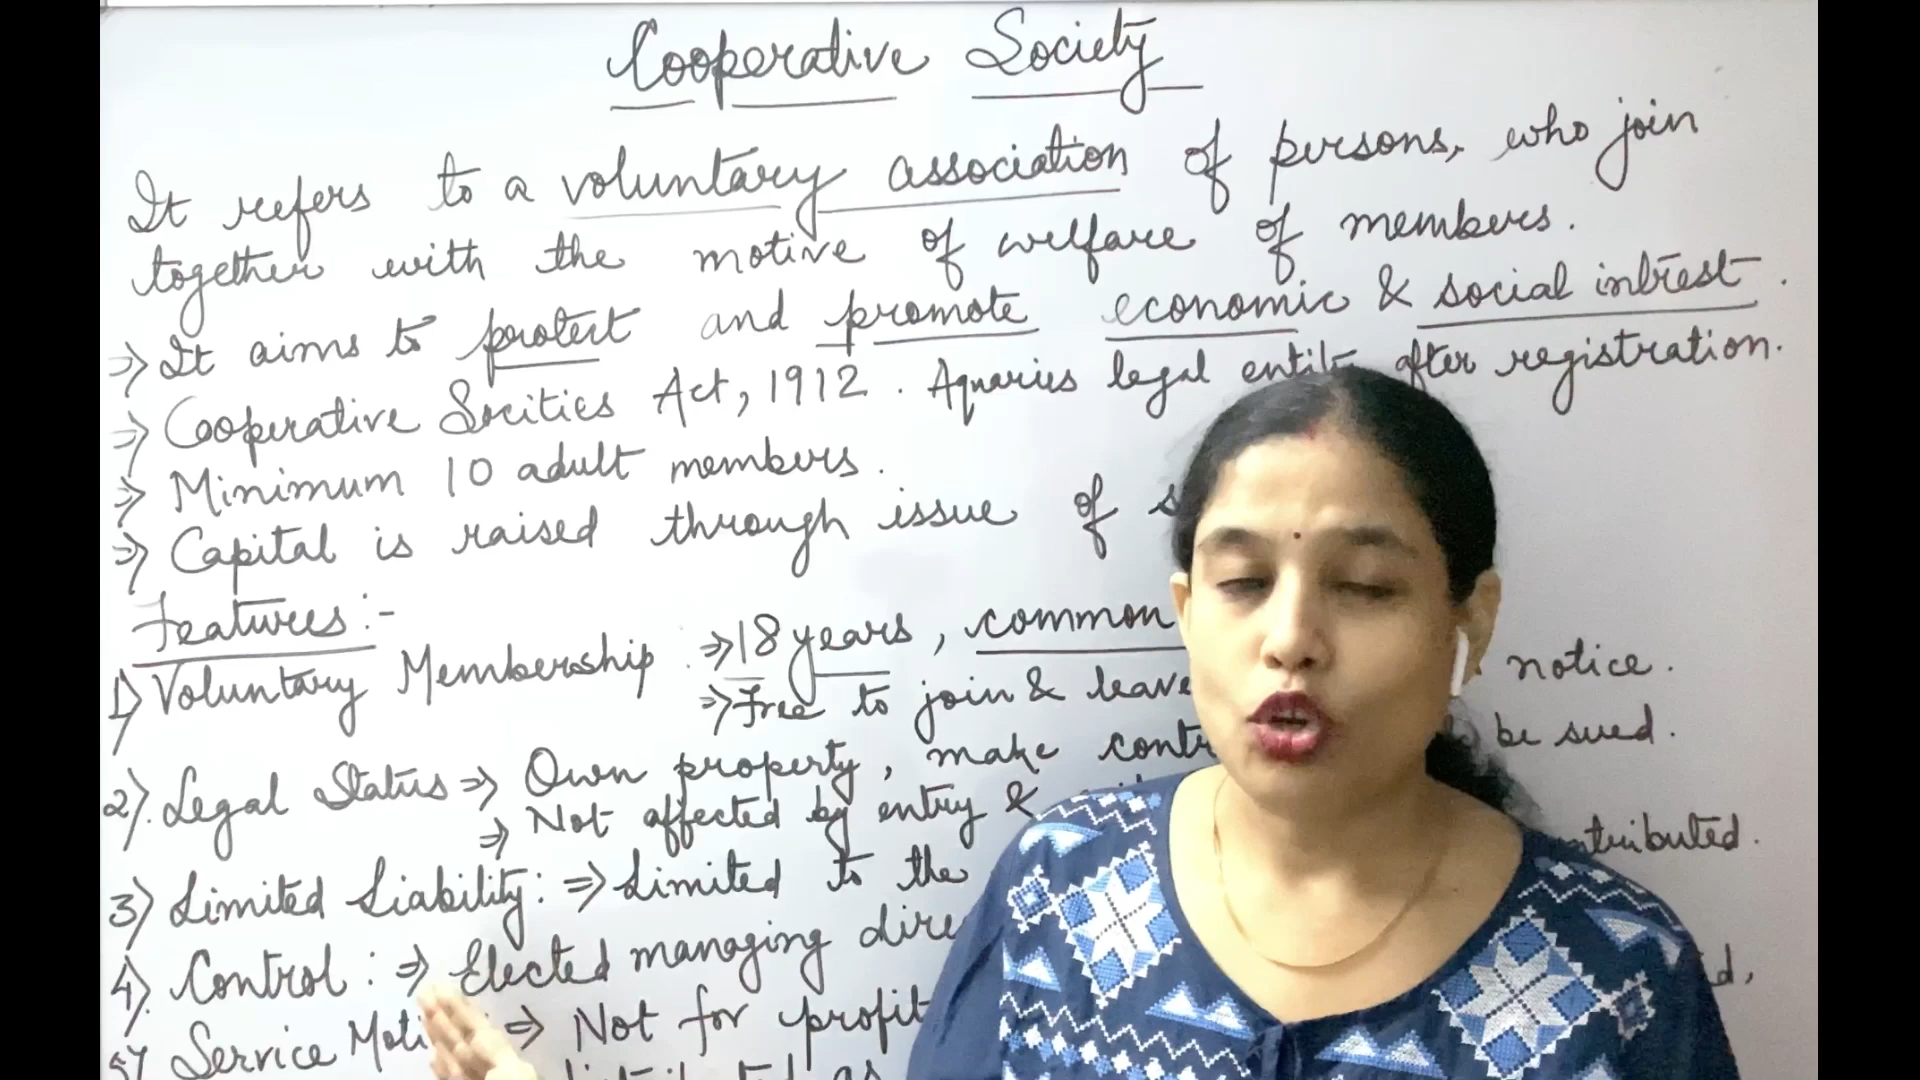 Cooperative Society
It refers to a voluntary association of persons, who join
together with the motive of welfare of members.
=> It aims to protect and promote economic & social intrest.
=> Cooperative Socities Act, 1912. Aquaries legal entity after registration.
=> Minimum 10 adult members.
=> Capital is raised through issue of s
Features :-
1) Voluntary Membership : => 18 years, common
=> Free to join & leave notice.
2). Legal Status => Own property, make contr be sued.
=> Not affected by entry &
3) Limited Liability: => Limited to the ntributed.
4). Control : => Elected managing dire
5) Service Moti => Not for profit d,
distributed as